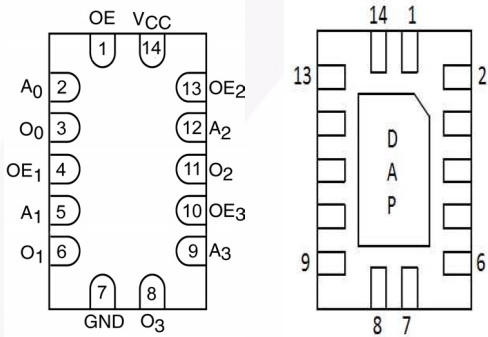 OE VCC
1 14
A0 2 13 OE2
O0 3 12 A2
OE1 4 11 O2
A1 5 10 OE3
O1 6 9 A3
7 8
GND O3
14 1
13 2
D
A
P
9 6
8 7